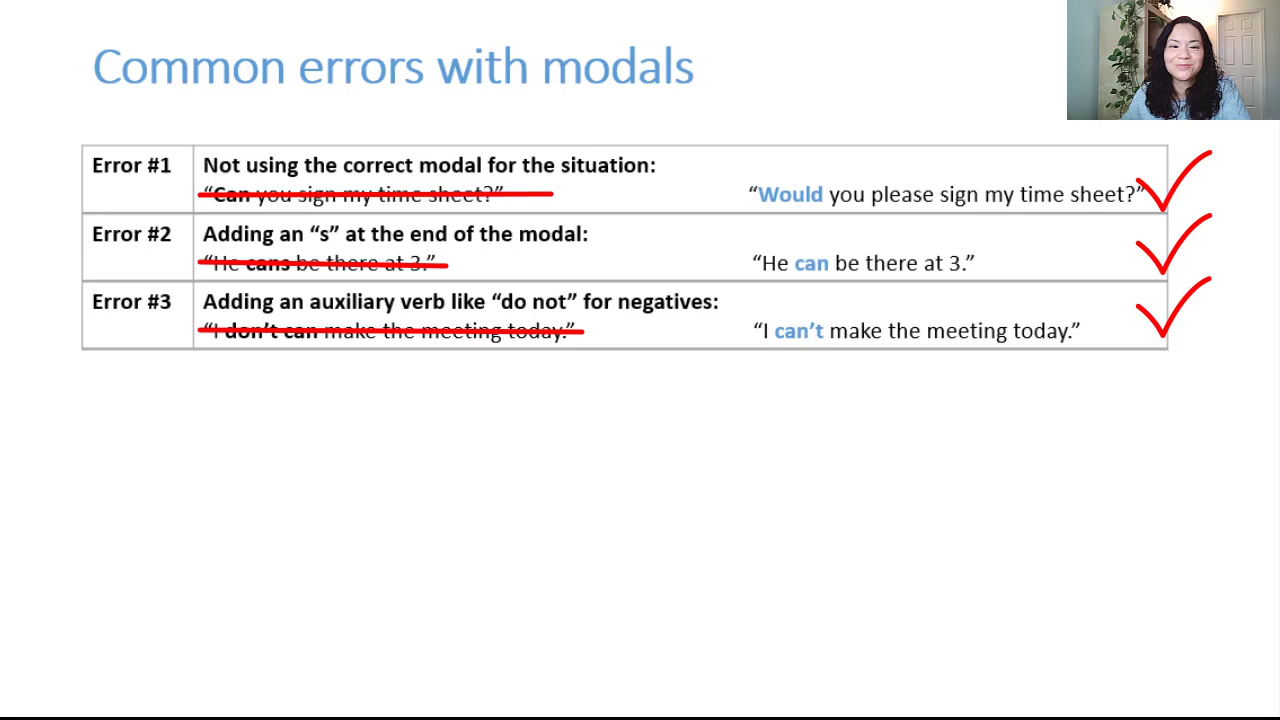 Common errors with modals
Error #1 Not using the correct modal for the situation:
“Can you sign my time sheet?” “Would you please sign my time sheet?”
Error #2 Adding an “s” at the end of the modal:
“He cans be there at 3.” “He can be there at 3.”
Error #3 Adding an auxiliary verb like “do not” for negatives:
“I don’t can make the meeting today.” “I can’t make the meeting today.”